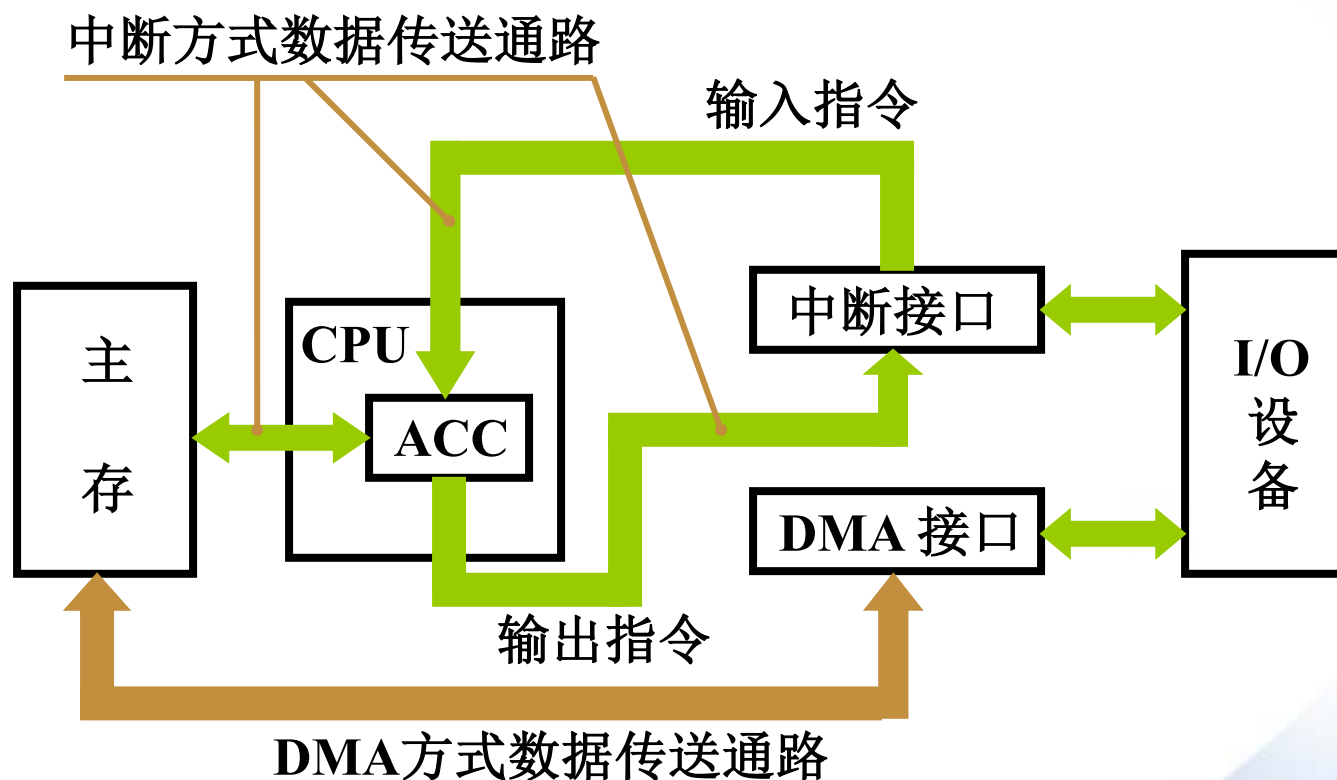 中断方式数据传送通路
输入指令
主
存
CPU
ACC
中断接口
DMA 接口
I/O
设
备
输出指令
DMA方式数据传送通路